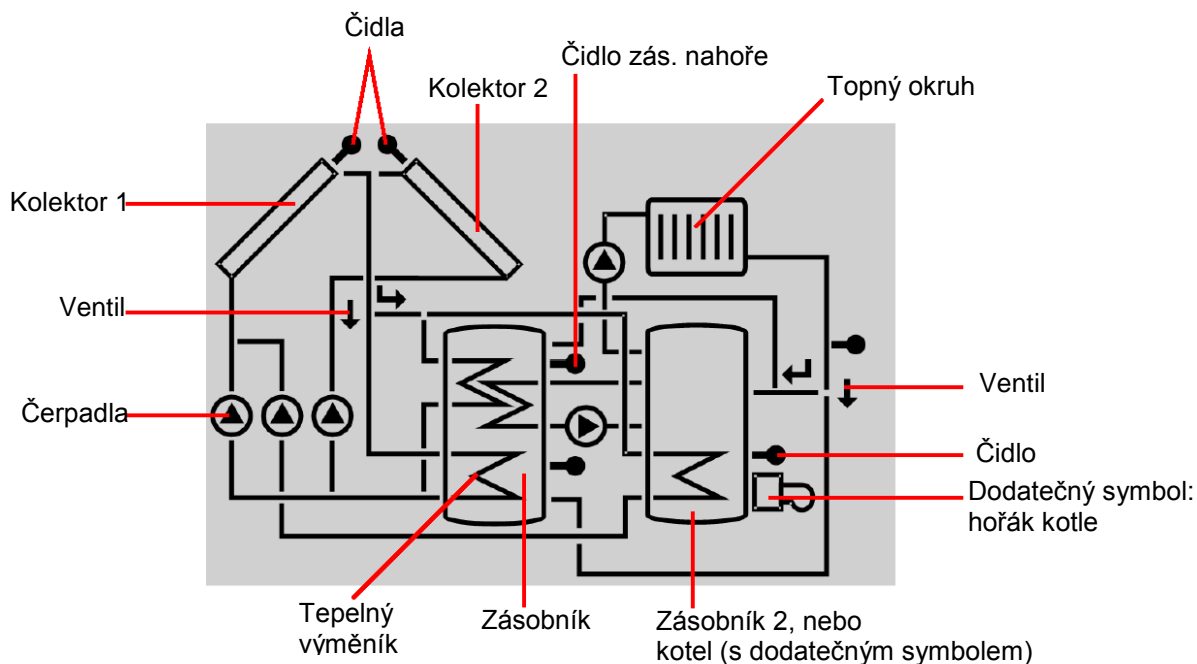 Čidla
Čidlo zás. nahoře
Kolektor 2
Topný okruh
Kolektor 1
Ventil
Ventil
Čerpadla
Čidlo
Dodatečný symbol:
hořák kotle
Tepelný
výměník
Zásobník
Zásobník 2, nebo
kotel (s dodatečným symbolem)